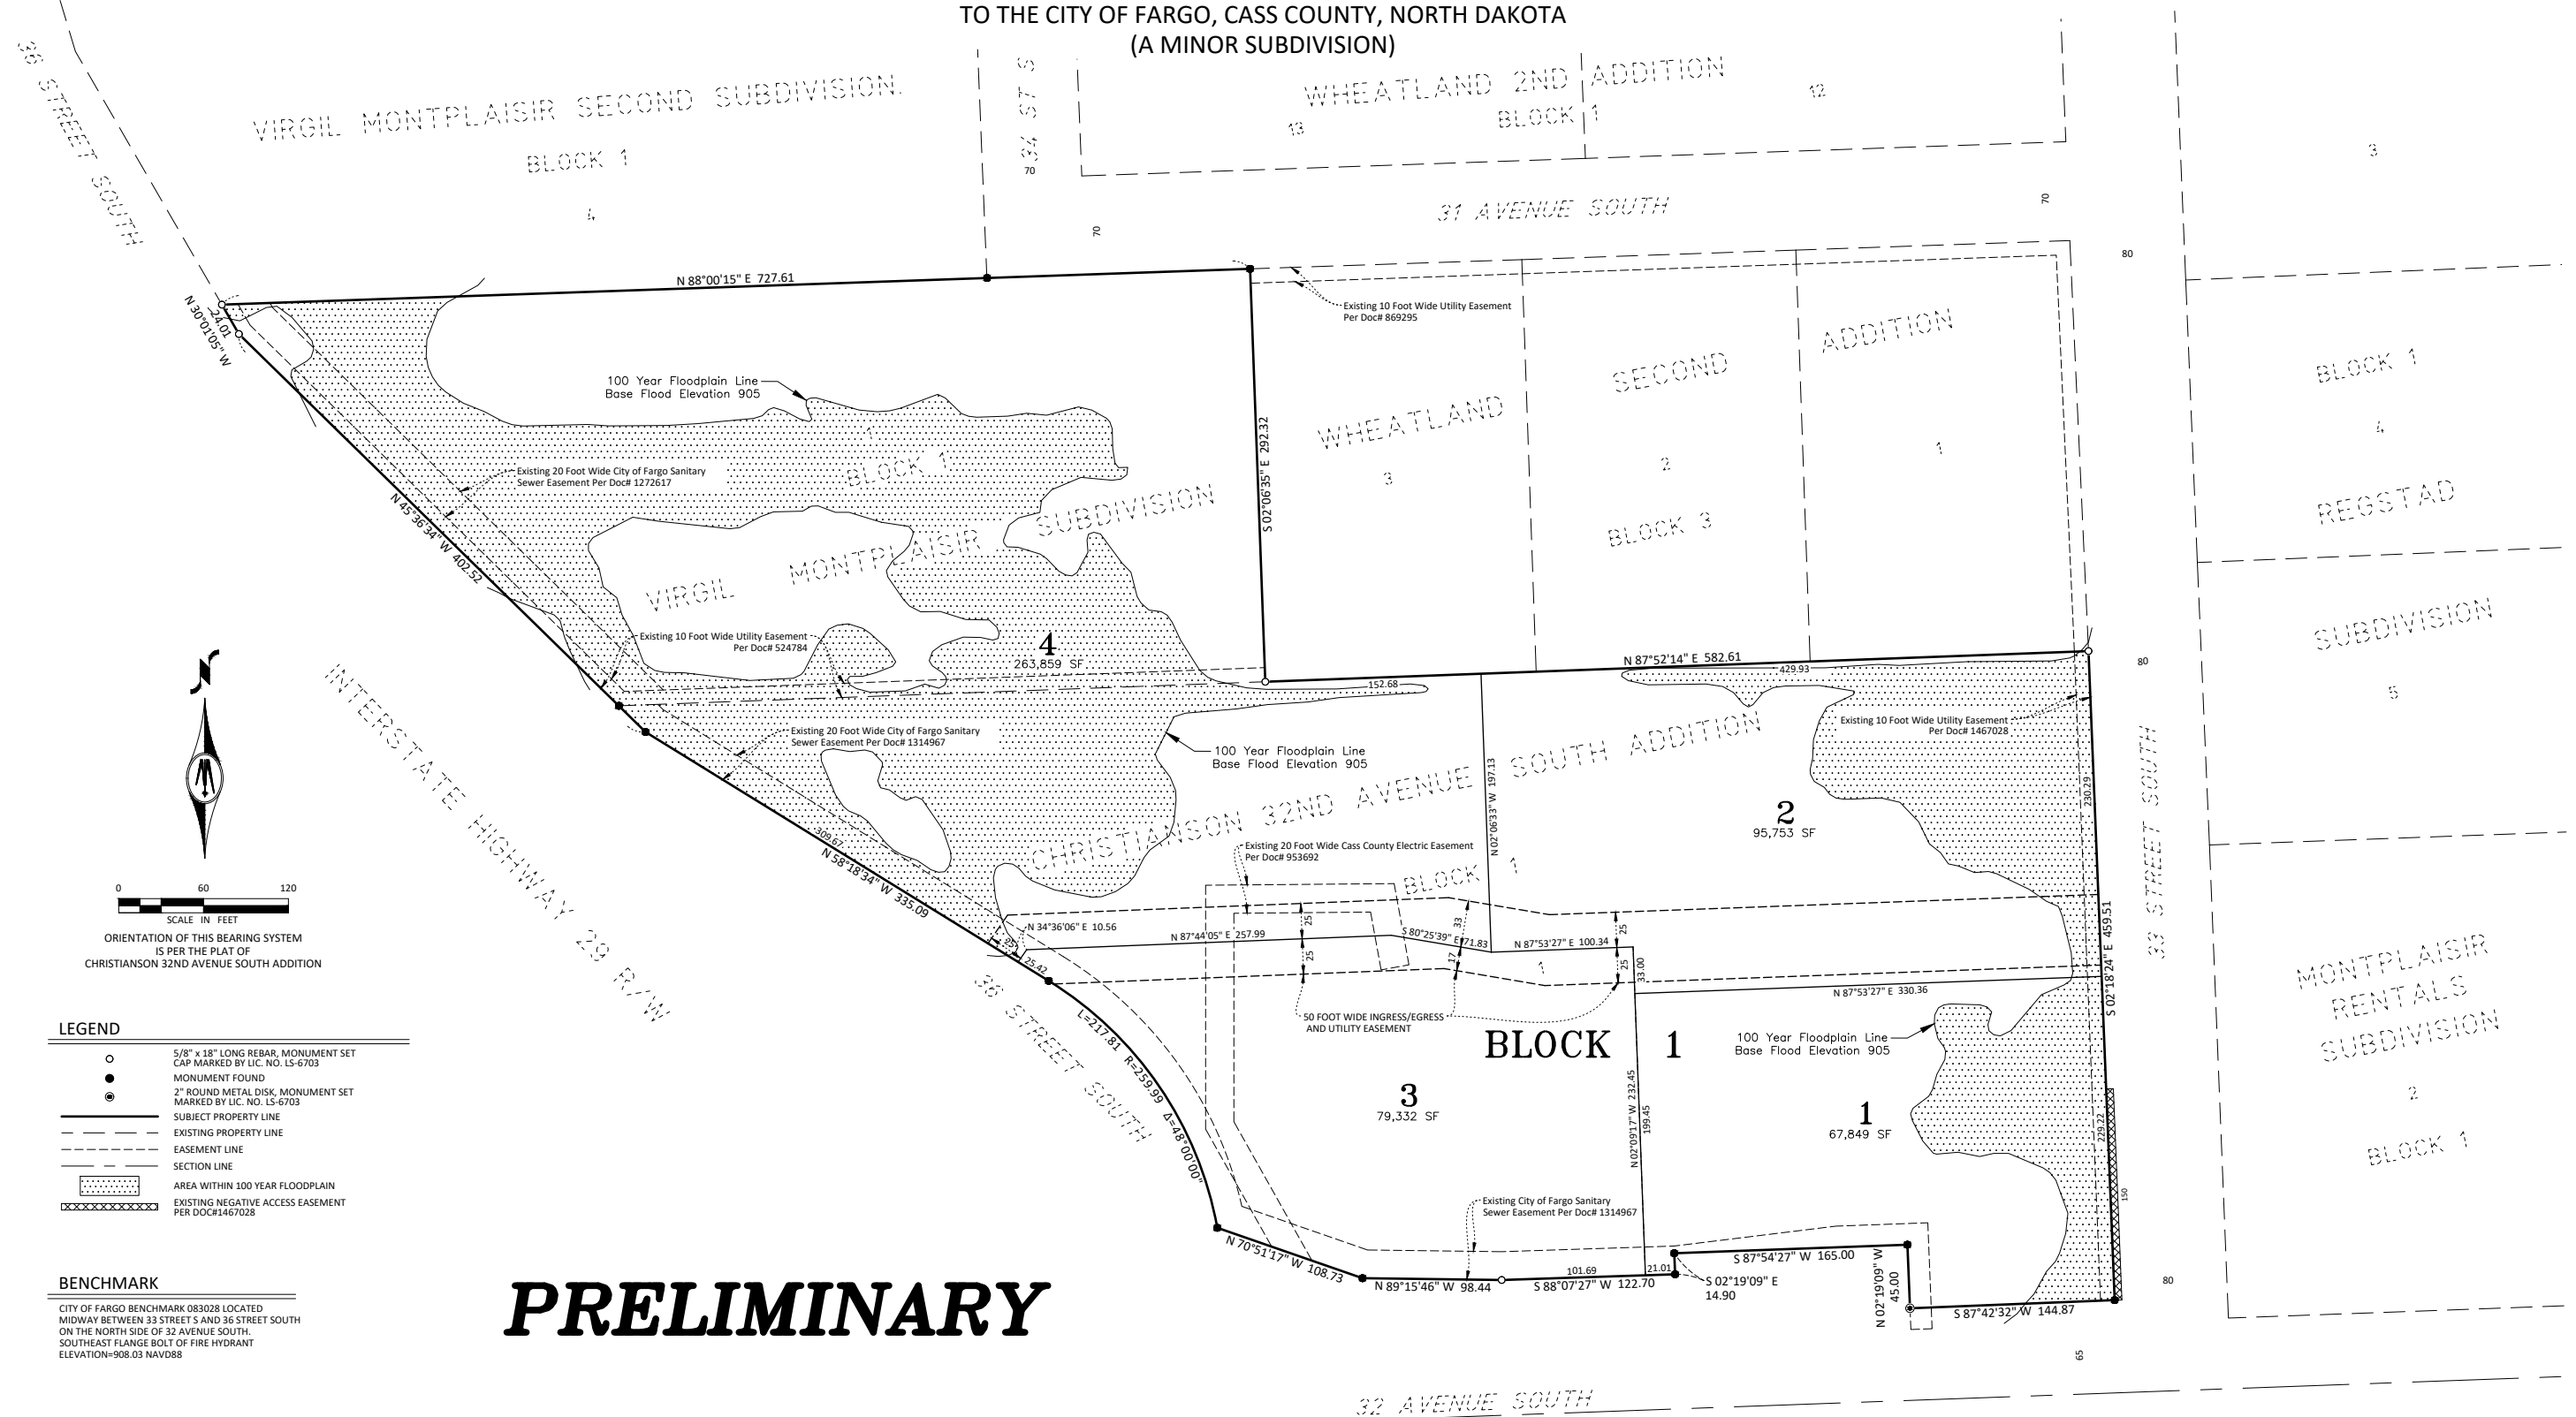 TO THE CITY OF FARGO, CASS COUNTY, NORTH DAKOTA
(A MINOR SUBDIVISION)
36 STREET SOUTH
VIRGIL MONTPLAISIR SECOND SUBDIVISION.
BLOCK 1
4
34 ST S
70
70
WHEATLAND 2ND ADDITION
BLOCK 1
13
12
31 AVENUE SOUTH
70
80
3
N 88°00'15" E 727.61
N 30°01'05" W
24.01
Existing 10 Foot Wide Utility Easement
Per Doc# 869295
100 Year Floodplain Line
Base Flood Elevation 905
1
BLOCK 1
Existing 20 Foot Wide City of Fargo Sanitary
Sewer Easement Per Doc# 1272617
N 45°36'34" W 402.52
VIRGIL MONTPLAISIR SUBDIVISION
S 02°06'35" E 292.32
WHEATLAND SECOND ADDITION
3
2
1
BLOCK 3
BLOCK 1
4
REGSTAD
SUBDIVISION
5
Existing 10 Foot Wide Utility Easement
Per Doc# 524784
4
263,859 SF
N 87°52'14" E 582.61
152.68
429.93
80
Existing 20 Foot Wide City of Fargo Sanitary
Sewer Easement Per Doc# 1314967
100 Year Floodplain Line
Base Flood Elevation 905
Existing 10 Foot Wide Utility Easement
Per Doc# 1467028
INTERSTATE HIGHWAY 29 R/W
CHRISTIANSON 32ND AVENUE SOUTH ADDITION
BLOCK 1
1
N 02°06'33" W 197.13
2
95,753 SF
230.29
33 STREET SOUTH
309.67
N 58°18'34" W 335.09
Existing 20 Foot Wide Cass County Electric Easement
Per Doc# 953692
0 60 120
SCALE IN FEET
ORIENTATION OF THIS BEARING SYSTEM
IS PER THE PLAT OF
CHRISTIANSON 32ND AVENUE SOUTH ADDITION
N 34°36'06" E 10.56
25
25.42
N 87°44'05" E 257.99
25
25
S 80°25'39" E 71.83
33
17
N 87°53'27" E 100.34
25
25
33.00
N 87°53'27" E 330.36
S 02°18'24" E 459.51
MONTPLAISIR
RENTALS
SUBDIVISION
2
BLOCK 1
50 FOOT WIDE INGRESS/EGRESS
AND UTILITY EASEMENT
BLOCK 1
100 Year Floodplain Line
Base Flood Elevation 905
36 STREET SOUTH
L=217.81 R=259.99 Δ=48°00'00"
3
79,332 SF
N 02°09'17" W 232.45
199.45
1
67,849 SF
229.22
150
LEGEND
5/8" x 18" LONG REBAR, MONUMENT SET
CAP MARKED BY LIC. NO. LS-6703
MONUMENT FOUND
2" ROUND METAL DISK, MONUMENT SET
MARKED BY LIC. NO. LS-6703
SUBJECT PROPERTY LINE
EXISTING PROPERTY LINE
EASEMENT LINE
SECTION LINE
AREA WITHIN 100 YEAR FLOODPLAIN
EXISTING NEGATIVE ACCESS EASEMENT
PER DOC#1467028
Existing City of Fargo Sanitary
Sewer Easement Per Doc# 1314967
N 70°51'17" W 108.73
N 89°15'46" W 98.44
101.69
21.01
S 88°07'27" W 122.70
S 02°19'09" E
14.90
S 87°54'27" W 165.00
N 02°19'09" W
45.00
S 87°42'32" W 144.87
80
65
BENCHMARK
CITY OF FARGO BENCHMARK 083028 LOCATED
MIDWAY BETWEEN 33 STREET S AND 36 STREET SOUTH
ON THE NORTH SIDE OF 32 AVENUE SOUTH.
SOUTHEAST FLANGE BOLT OF FIRE HYDRANT
ELEVATION=908.03 NAVD88
PRELIMINARY
32 AVENUE SOUTH